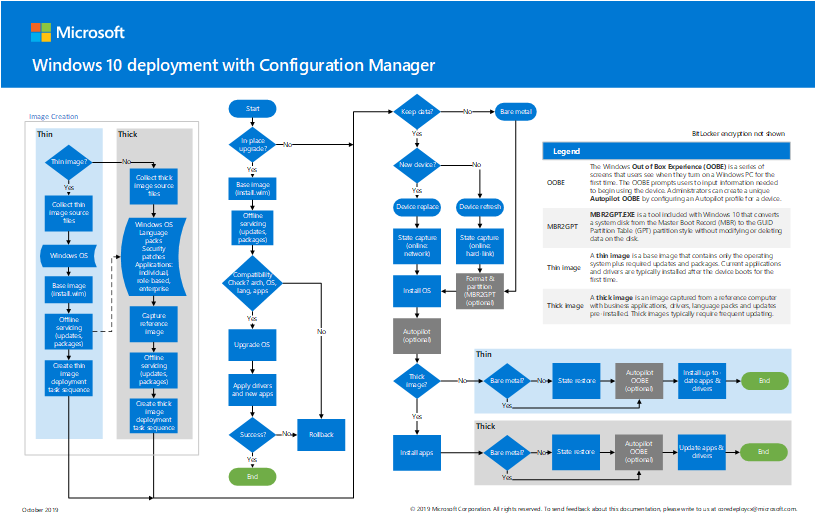 Microsoft
Windows 10 deployment with Configuration Manager
Image Creation
Thin
Thin image?
No
Yes
Collect thin
image source
files
Windows OS
Base image
(install.wim)
Offline
servicing
(updates,
packages)
Create thin
image
deployment
task sequence
Thick
Collect thick
image source
files
Windows OS
Language
packs
Security
patches
Applications:
individual,
role-based,
enterprise
Capture
reference
image
Offline
servicing
(updates,
packages)
Create thick
image
deployment
task sequence
Start
In place
upgrade?
No
Yes
Base image
(install.wim)
Offline
servicing
(updates,
packages)
Compatibility
Check? arch, OS,
lang, apps
No
Yes
Upgrade OS
Apply drivers
and new apps
Success?
No
Rollback
Yes
End
Keep data?
No
Bare metal
Yes
New device?
No
Yes
Device replace
Device refresh
State capture
(online:
network)
State capture
(online:
hard-link)
Install OS
Format &
partition
(MBR2GPT
(optional)
Autopilot
(optional)
Thick
image?
No
Yes
Install apps
BitLocker encryption not shown
Legend
OOBE
The Windows Out of Box Experience (OOBE) is a series of
screens that users see when they turn on a Windows PC for the
first time. The OOBE prompts users to input information needed
to begin using the device. Administrators can create a unique
Autopilot OOBE by configuring an Autopilot profile for a device.
MBR2GPT
MBR2GPT.EXE is a tool included with Windows 10 that converts
a system disk from the Master Boot Record (MBR) to the GUID
Partition Table (GPT) partition style without modifying or deleting
data on the disk.
Thin image
A thin image is a base image that contains only the operating
system plus required updates and packages. Current applications
and drivers are typically installed after the device boots for the
first time.
Thick image
A thick image is an image captured from a reference computer
with business applications, drivers, language packs and updates
pre-installed. Thick images typically require frequent updating.
Thin
Bare metal?
No
Yes
State restore
Autopilot
OOBE
(optional)
Install up-to
date apps &
drivers
End
Thick
Bare metal?
No
Yes
State restore
Autopilot
OOBE
(optional)
Update apps &
drivers
End
October 2019
© 2019 Microsoft Corporation. All rights reserved. To send feedback about this documentation, please write to us at coredeploycx@microsoft.com.